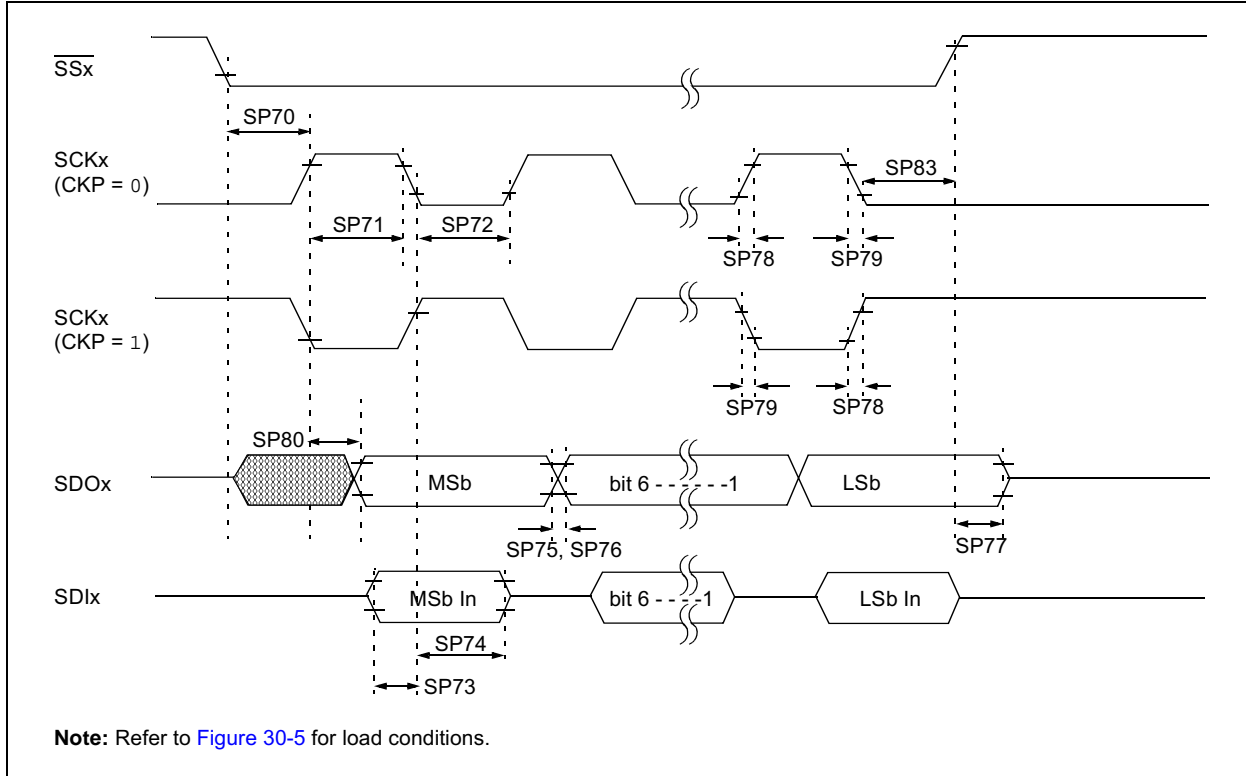 SSx
SP70
SCKx
(CKP = 0)
SP83
SP71
SP72
SP78
SP79
SCKx
(CKP = 1)
SP79
SP78
SP80
SDOx
MSb
bit 6 - - - - - -1
LSb
SP75, SP76
SP77
SDIx
MSb In
bit 6 - - - -1
LSb In
SP74
SP73
Note: Refer to Figure 30-5 for load conditions.